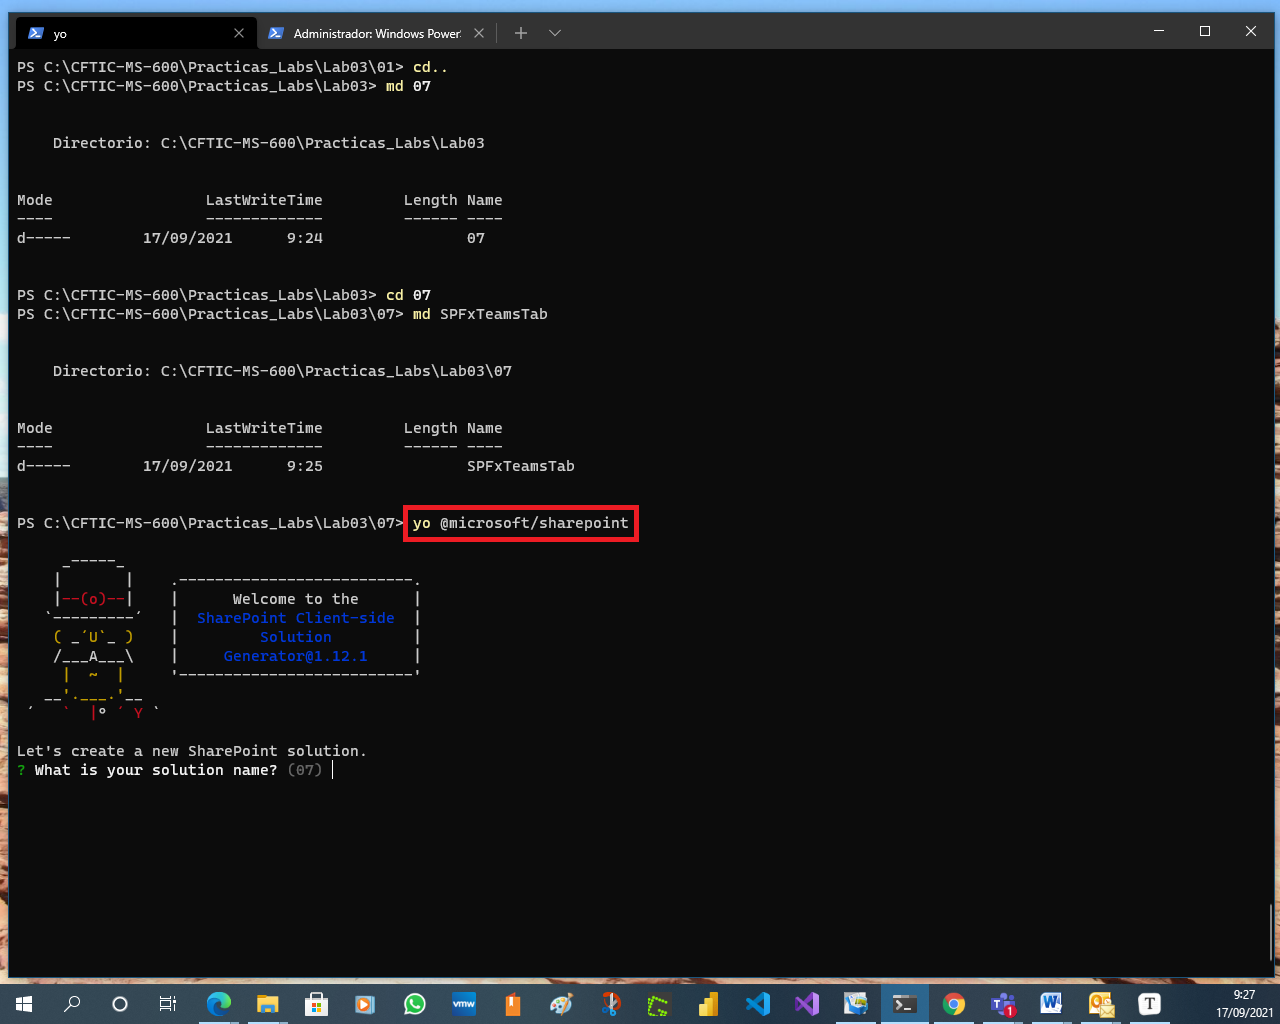 yo
Administrador: Windows Power
PS C:\CFTIC-MS-600\Practicas_Labs\Lab03\01> cd..
PS C:\CFTIC-MS-600\Practicas_Labs\Lab03> md 07
Directorio: C:\CFTIC-MS-600\Practicas_Labs\Lab03
Mode LastWriteTime Length Name
---- ------------- ------ ----
d----- 17/09/2021 9:24 07
PS C:\CFTIC-MS-600\Practicas_Labs\Lab03> cd 07
PS C:\CFTIC-MS-600\Practicas_Labs\Lab03\07> md SPFxTeamsTab
Directorio: C:\CFTIC-MS-600\Practicas_Labs\Lab03\07
Mode LastWriteTime Length Name
---- ------------- ------ ----
d----- 17/09/2021 9:25 SPFxTeamsTab
PS C:\CFTIC-MS-600\Practicas_Labs\Lab03\07> yo @microsoft/sharepoint
Welcome to the
SharePoint Client-side
Solution
Generator@1.12.1
Let's create a new SharePoint solution.
? What is your solution name? (07)
vmw
1
9:27
17/09/2021